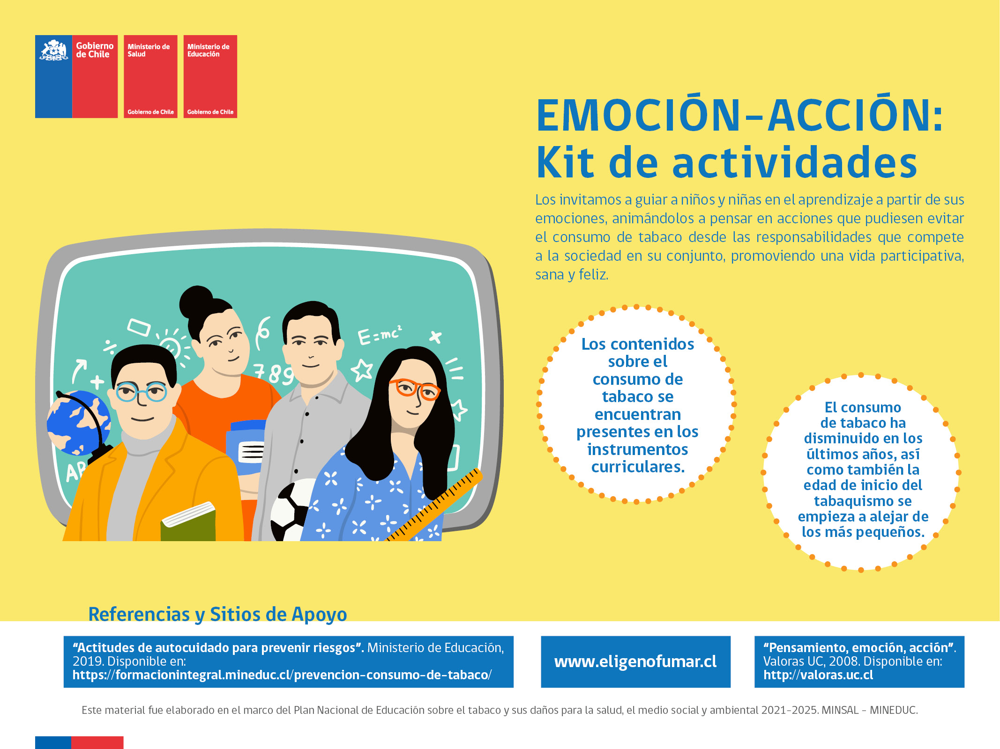 Gobierno
de Chile
Ministerio de
Salud
Gobierno de Chile
Ministerio de
Educación
Gobierno de Chile
EMOCIÓN-ACCIÓN:
Kit de actividades
Los invitamos a guiar a niños y niñas en el aprendizaje a partir de sus
emociones, animándolos a pensar en acciones que pudiesen evitar
el consumo de tabaco desde las responsabilidades que compete
a la sociedad en su conjunto, promoviendo una vida participativa,
sana y feliz.
6
E=mc²
789
AB
Los contenidos
sobre el
consumo de
tabaco se
encuentran
presentes en los
instrumentos
curriculares.
El consumo
de tabaco ha
disminuido en los
últimos años, así
como también la
edad de inicio del
tabaquismo se
empieza a alejar de
los más pequeños.
Referencias y Sitios de Apoyo
“Actitudes de autocuidado para prevenir riesgos”. Ministerio de Educación,
2019. Disponible en:
https://formacionintegral.mineduc.cl/prevencion-consumo-de-tabaco/
www.eligenofumar.cl
“Pensamiento, emoción, acción”.
Valoras UC, 2008. Disponible en:
http://valoras.uc.cl
Este material fue elaborado en el marco del Plan Nacional de Educación sobre el tabaco y sus daños para la salud, el medio social y ambiental 2021-2025. MINSAL - MINEDUC.